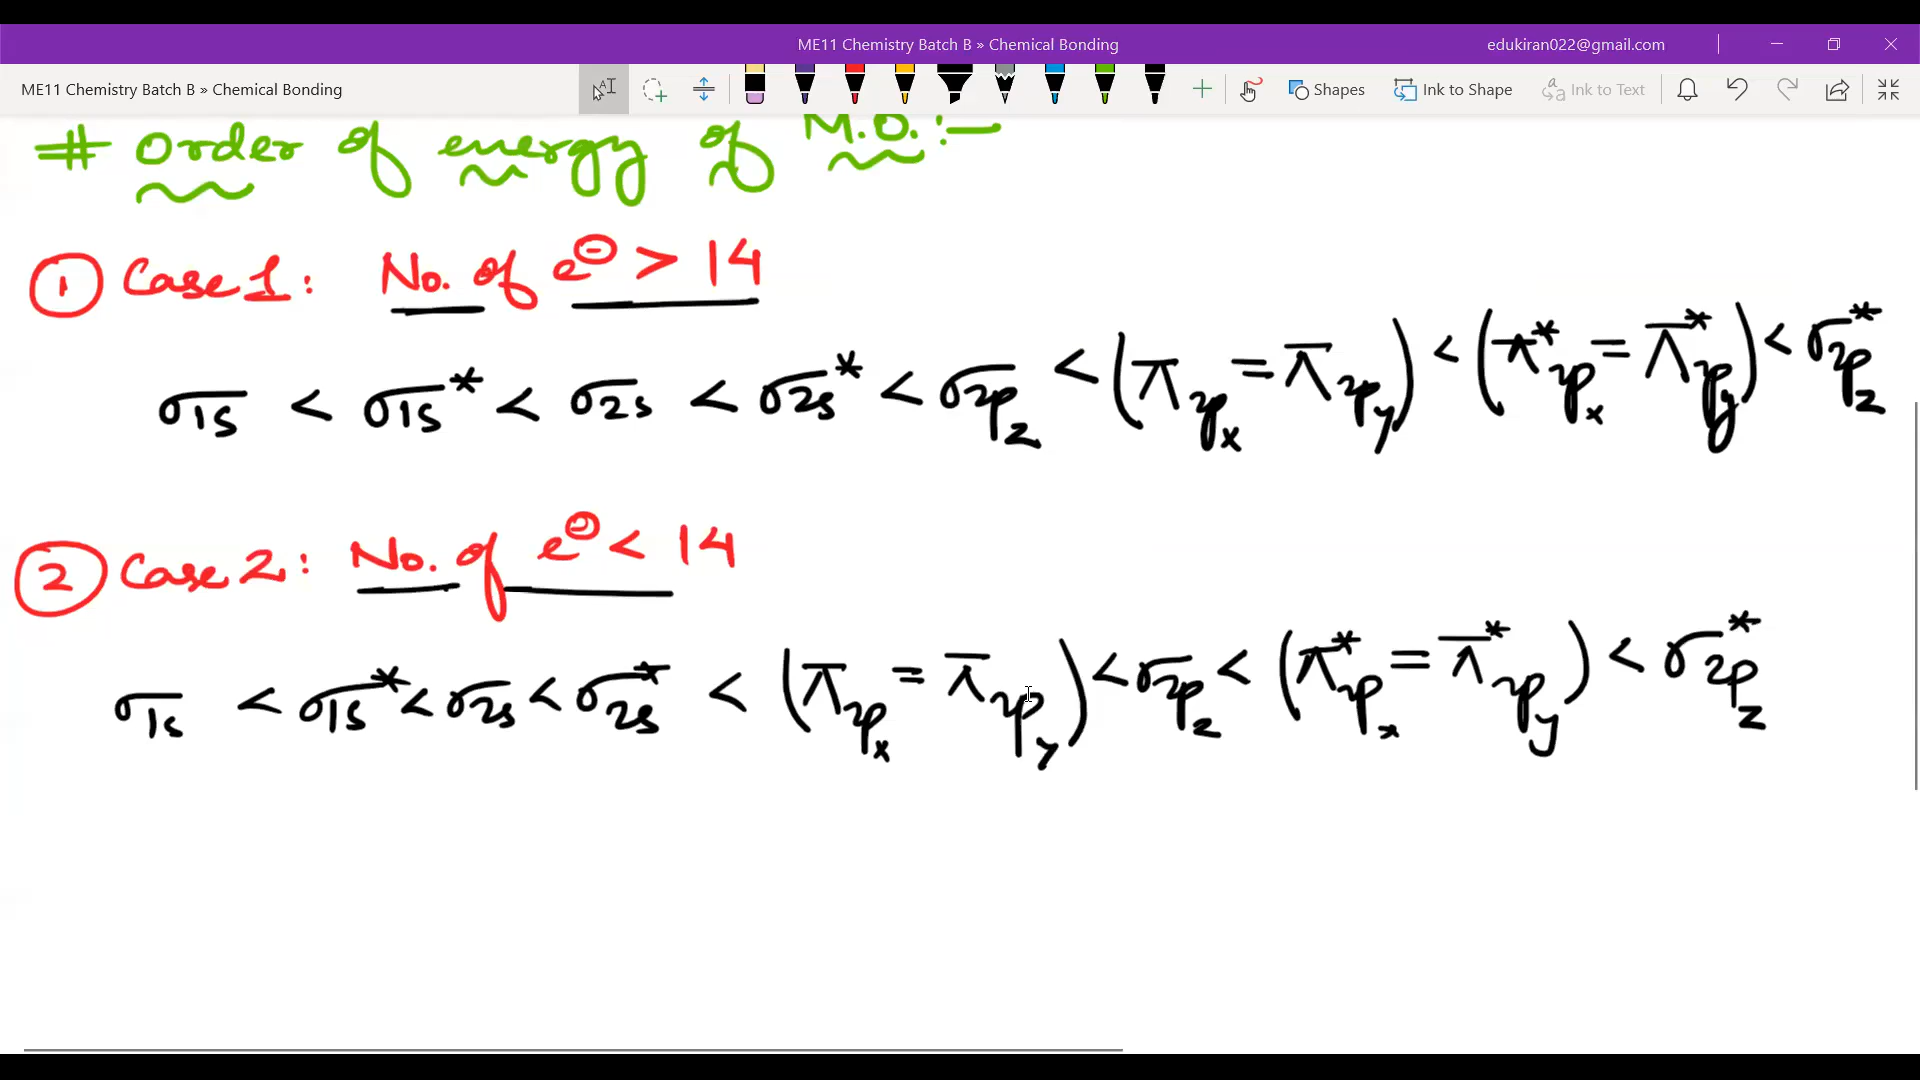 ME11 Chemistry Batch B » Chemical Bonding
edukiran022@gmail.com
ME11 Chemistry Batch B » Chemical Bonding
Shapes
Ink to Shape
Ink to Text
# Order of energy of M.O. :—
① Case 1 : No. of e⊖ > 14
σ1s < σ1s* < σ2s < σ2s* < σ2pz < (π2px = π2py) < (π*2px = π*2py) < σ*2pz
② Case 2 : No. of e⊖ < 14
σ1s < σ1s* < σ2s < σ2s* < (π2px = π2py) < σ2pz < (π*2px = π*2py) < σ*2pz